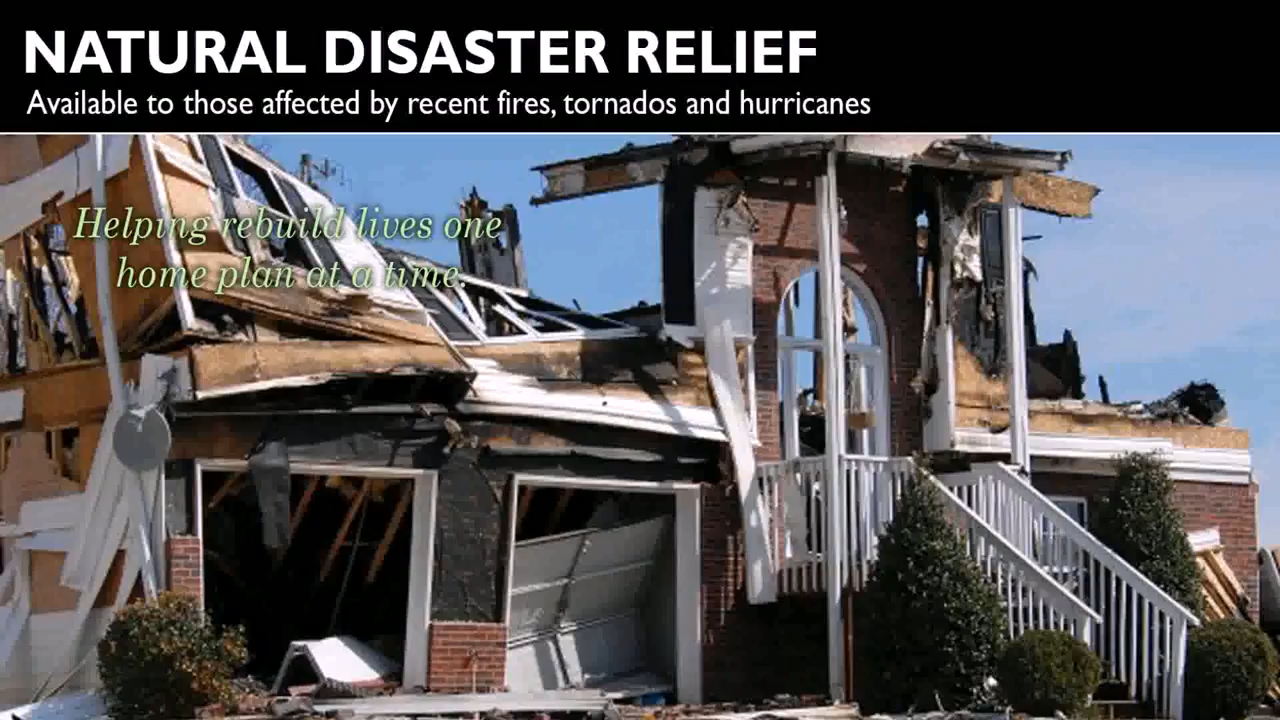 NATURAL DISASTER RELIEF
Available to those affected by recent fires, tornados and hurricanes
Helping rebuild lives one
home plan at a time.